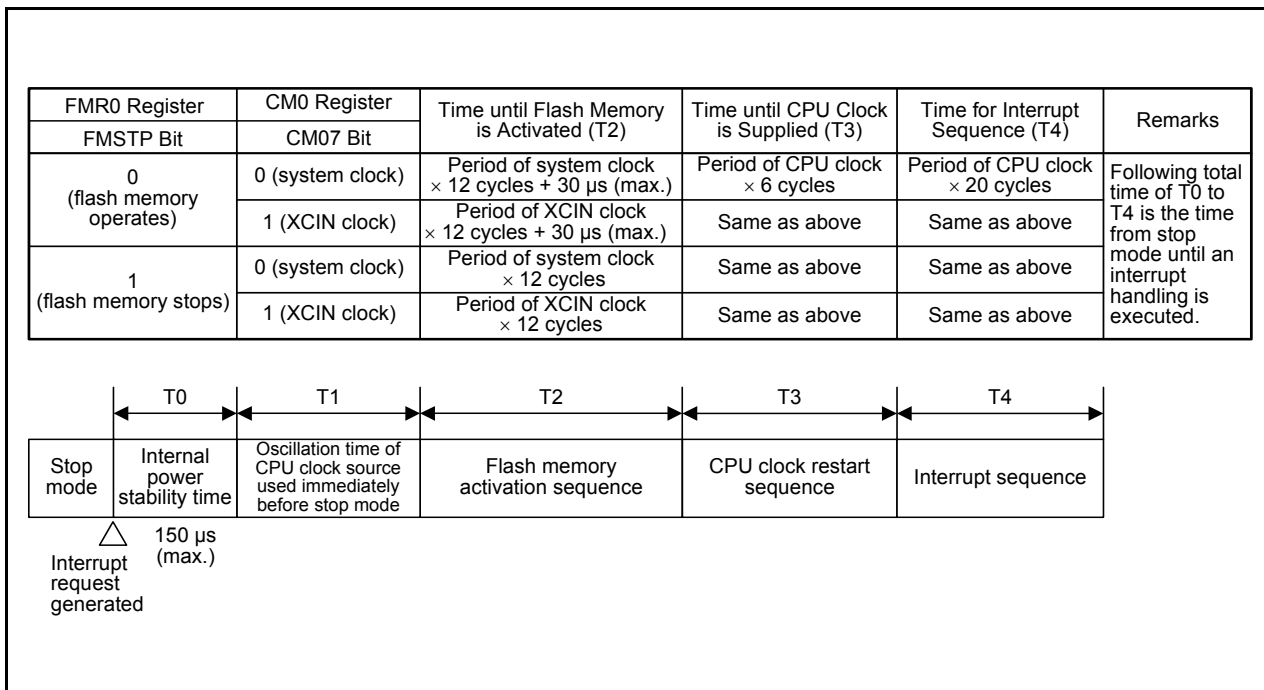 FMR0 Register
CM0 Register
Time until Flash Memory
is Activated (T2)
Time until CPU Clock
is Supplied (T3)
Time for Interrupt
Sequence (T4)
Remarks
FMSTP Bit
CM07 Bit
0
(flash memory
operates)
0 (system clock)
Period of system clock
× 12 cycles + 30 µs (max.)
Period of CPU clock
× 6 cycles
Period of CPU clock
× 20 cycles
Following total
time of T0 to
T4 is the time
from stop
mode until an
interrupt
handling is
executed.
1 (XCIN clock)
Period of XCIN clock
× 12 cycles + 30 µs (max.)
Same as above
Same as above
1
(flash memory stops)
0 (system clock)
Period of system clock
× 12 cycles
Same as above
Same as above
1 (XCIN clock)
Period of XCIN clock
× 12 cycles
Same as above
Same as above
T0
T1
T2
T3
T4
Stop
mode
Internal
power
stability time
Oscillation time of
CPU clock source
used immediately
before stop mode
Flash memory
activation sequence
CPU clock restart
sequence
Interrupt sequence
150 µs
(max.)
Interrupt
request
generated